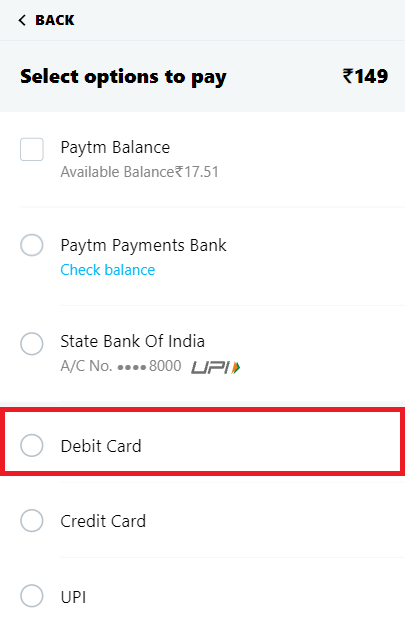 BACK
Select options to pay ₹149
Paytm Balance
Available Balance₹17.51
Paytm Payments Bank
Check balance
State Bank Of India
A/C No. ●●●●8000 UPI
Debit Card
Credit Card
UPI